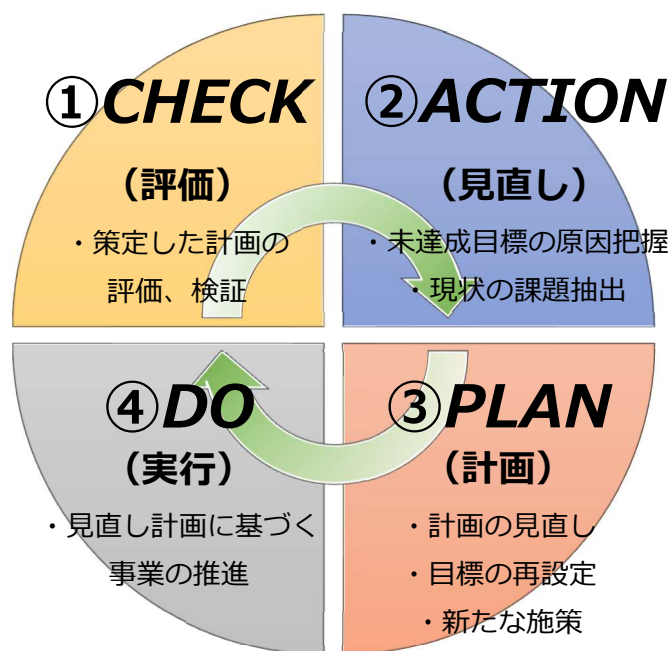 ①CHECK
（評価）
・策定した計画の
評価、検証
②ACTION
（見直し）
・未達成目標の原因把握
・現状の課題抽出
③PLAN
（計画）
・計画の見直し
・目標の再設定
・新たな施策
④DO
（実行）
・見直し計画に基づく
事業の推進